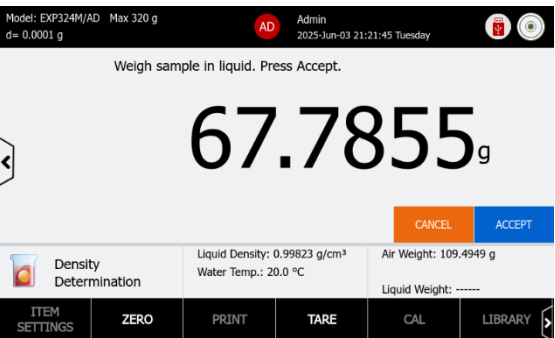 Model: EXP324M/AD Max 320 g
d= 0.0001 g
AD
Admin
2025-Jun-03 21:21:45 Tuesday
Weigh sample in liquid. Press Accept.
67.7855 g
CANCEL
ACCEPT
Density
Determination
Liquid Density: 0.99823 g/cm³
Water Temp.: 20.0 °C
Air Weight: 109.4949 g
Liquid Weight: ------
ITEM
SETTINGS
ZERO
PRINT
TARE
CAL
LIBRARY